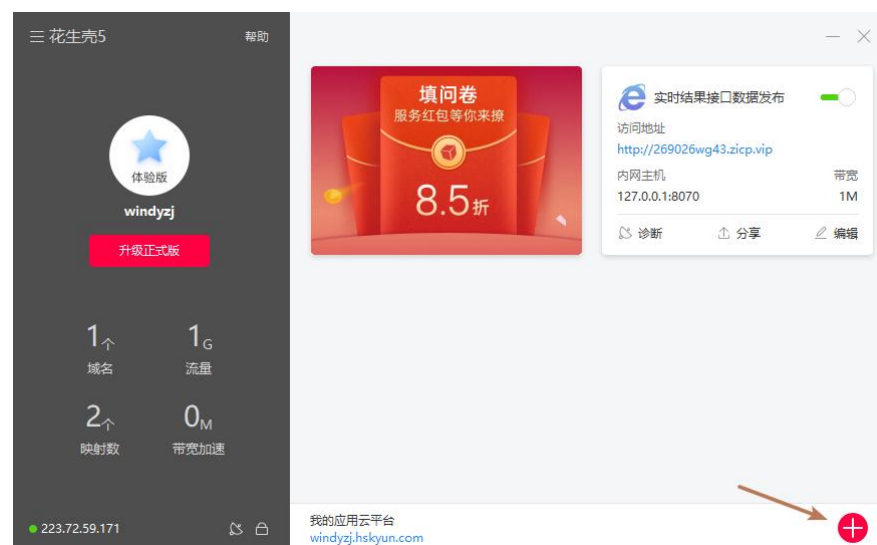 花生壳5
帮助
体验版
windyzj
升级正式版
1个
1G
域名
流量
2个
0M
映射数
带宽加速
223.72.59.171
填问卷
服务红包等你来撩
8.5折
实时结果接口数据发布
访问地址
http://269026wg43.zicp.vip
内网主机
带宽
127.0.0.1:8070
1M
诊断
分享
编辑
我的应用云平台
windyzj.hskyun.com